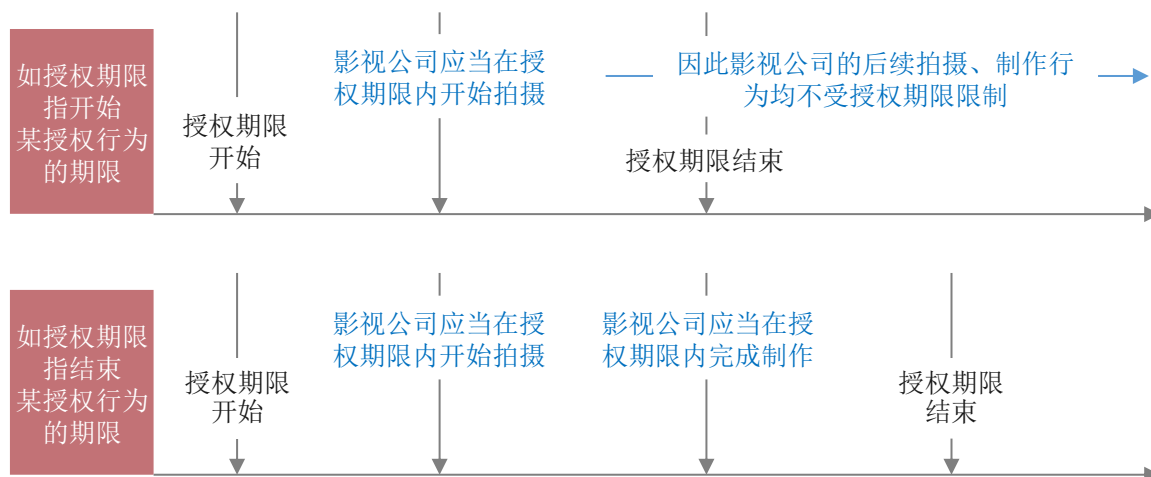 如授权期限
指开始
某授权行为
的期限
授权期限
开始
影视公司应当在授
权期限内开始拍摄
因此影视公司的后续拍摄、制作行
为均不受授权期限限制
授权期限结束
如授权期限
指结束
某授权行为
的期限
授权期限
开始
影视公司应当在授
权期限内开始拍摄
影视公司应当在授
权期限内完成制作
授权期限
结束